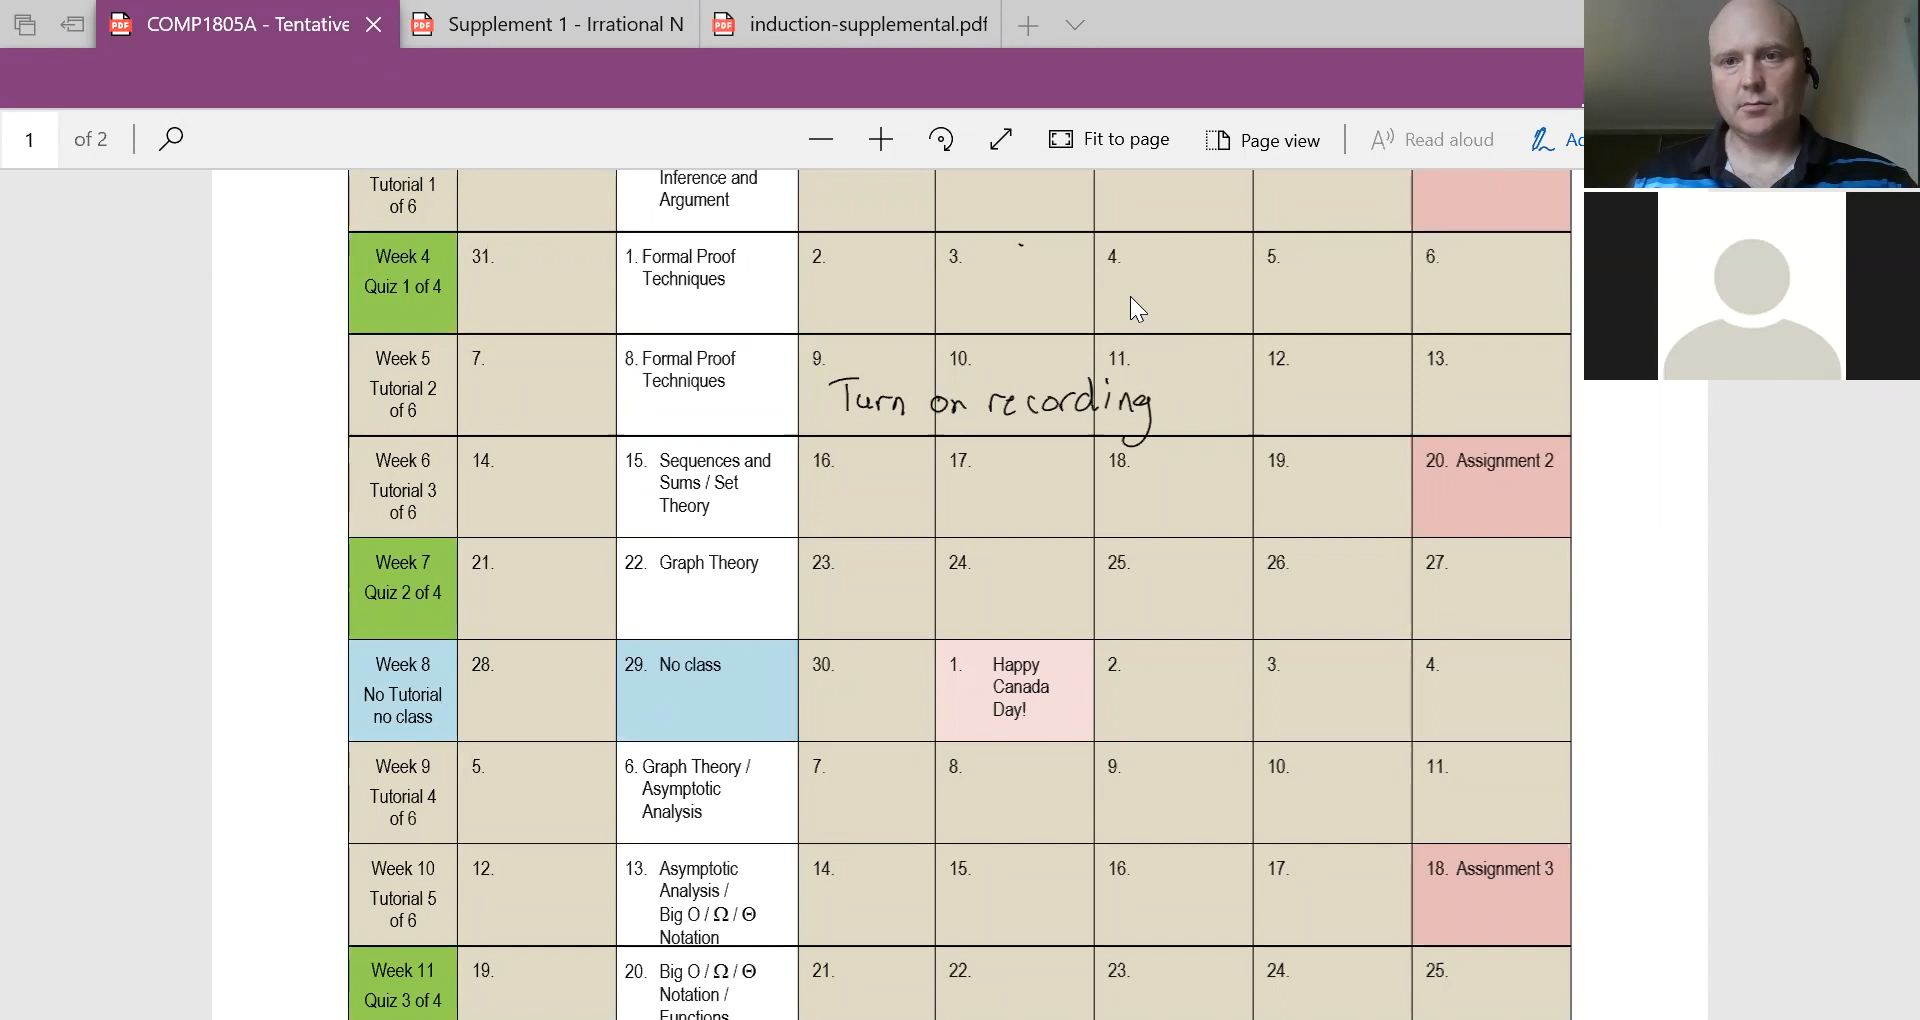 COMP1805A - Tentative
Supplement 1 - Irrational N
induction-supplemental.pdf
1 of 2
Fit to page
Page view
Read aloud
Tutorial 1
of 6
Inference and
Argument
Week 4
Quiz 1 of 4
31.
1. Formal Proof
Techniques
2.
3.
4.
5.
6.
Week 5
Tutorial 2
of 6
7.
8. Formal Proof
Techniques
9.
10.
11.
12.
13.
Turn on recording
Week 6
Tutorial 3
of 6
14.
15. Sequences and
Sums / Set
Theory
16.
17.
18.
19.
20. Assignment 2
Week 7
Quiz 2 of 4
21.
22. Graph Theory
23.
24.
25.
26.
27.
Week 8
No Tutorial
no class
28.
29. No class
30.
1. Happy
Canada
Day!
2.
3.
4.
Week 9
Tutorial 4
of 6
5.
6. Graph Theory /
Asymptotic
Analysis
7.
8.
9.
10.
11.
Week 10
Tutorial 5
of 6
12.
13. Asymptotic
Analysis /
Big O / Ω / Θ
Notation
14.
15.
16.
17.
18. Assignment 3
Week 11
Quiz 3 of 4
19.
20. Big O / Ω / Θ
Notation /
Functions
21.
22.
23.
24.
25.